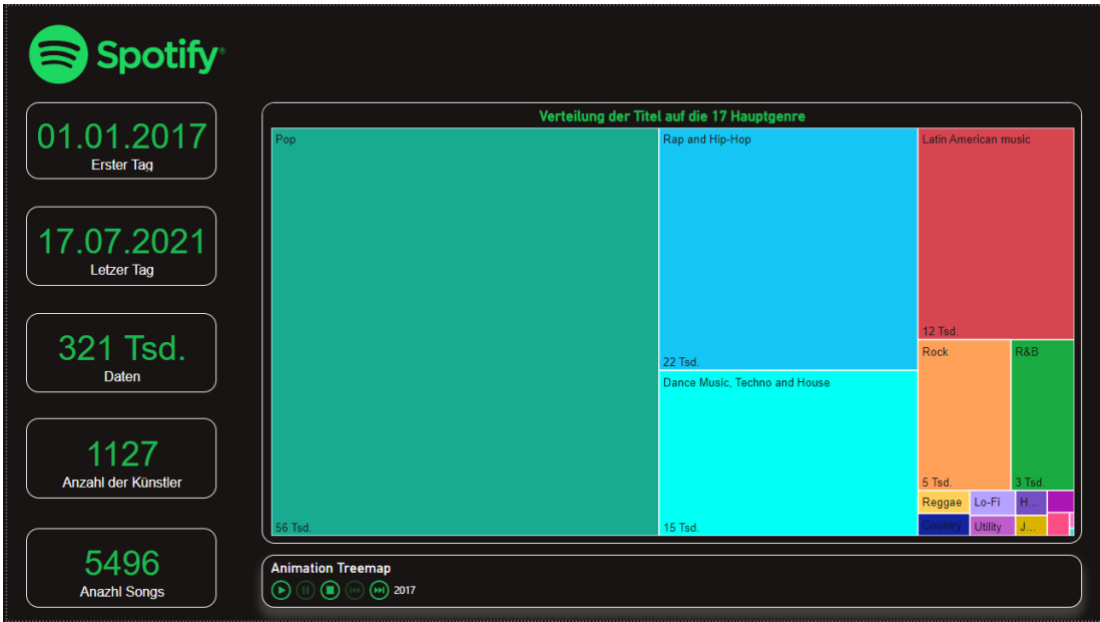 Spotify®
01.01.2017
Erster Tag
17.07.2021
Letzer Tag
321 Tsd.
Daten
1127
Anzahl der Künstler
5496
Anazhl Songs
Verteilung der Titel auf die 17 Hauptgenre
Pop
56 Tsd.
Rap and Hip-Hop
22 Tsd.
Dance Music, Techno and House
15 Tsd.
Latin American music
12 Tsd.
Rock
5 Tsd.
R&B
3 Tsd.
Reggae
Lo-Fi
H...
Country
Utility
J...
Animation Treemap
2017